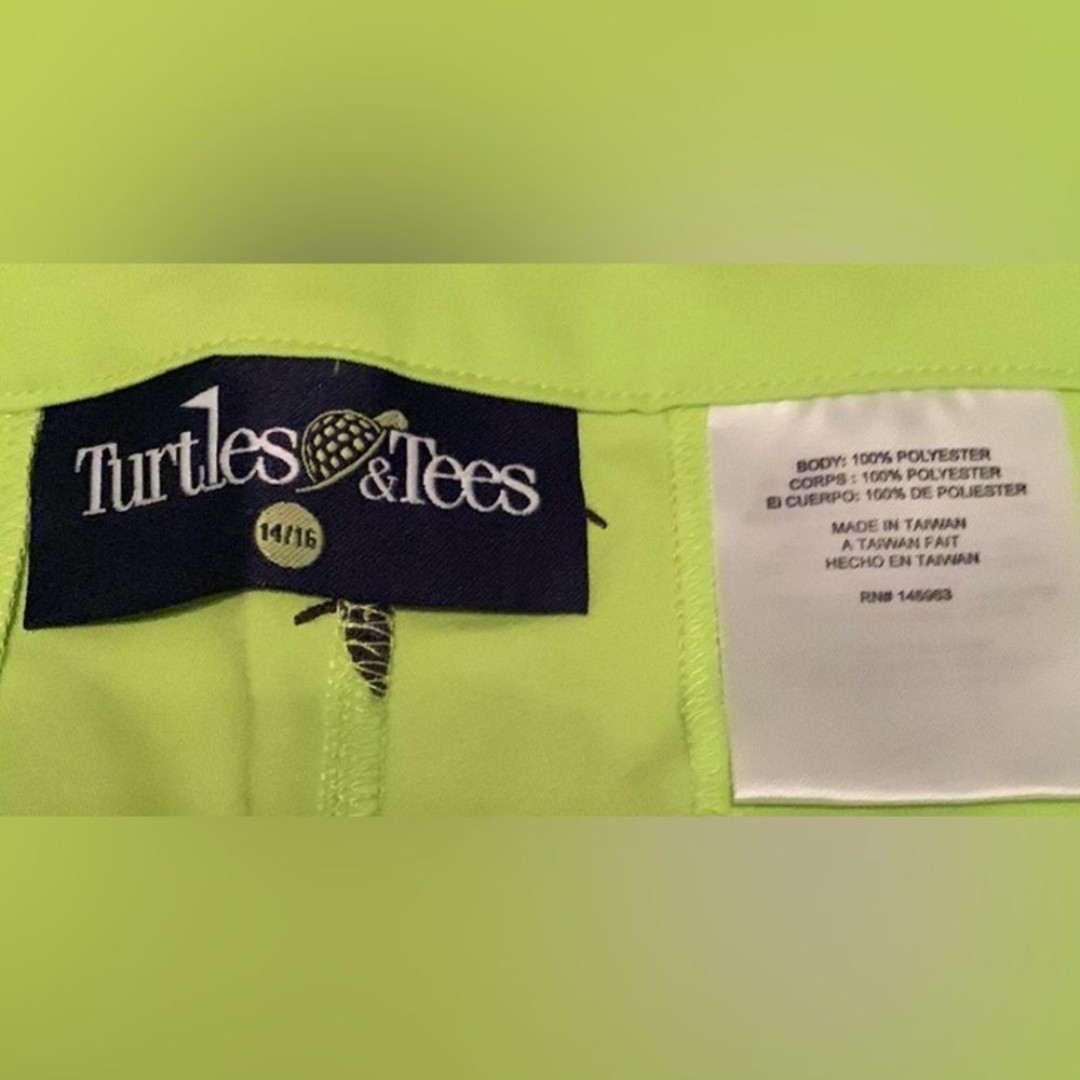 Turtles & Tees
14/16
BODY: 100% POLYESTER
CORPS : 100% POLYESTER
El CUERPO: 100% DE POLIESTER
MADE IN TAIWAN
A TAIWAN FAIT
HECHO EN TAIWAN
RN#